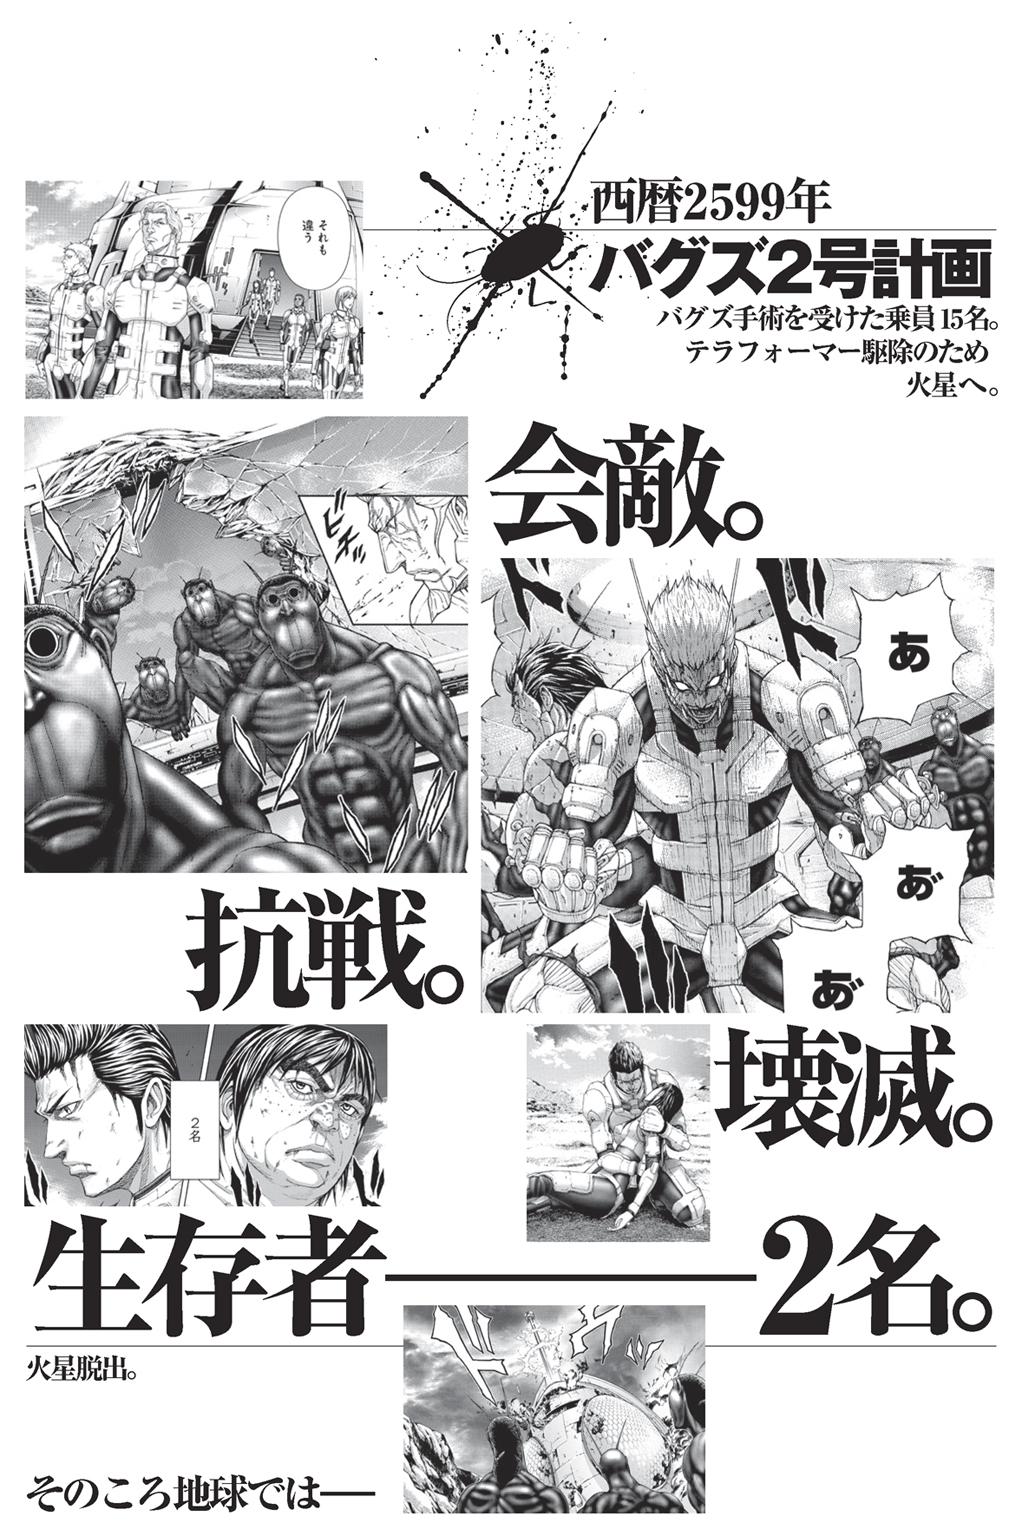 西暦2599年
バグズ2号計画
バグズ手術を受けた乗員15名。
テラフォーマー駆除のため
火星へ。
それも
違う
会敵。
ビシャッ
あ
あ゙
あ゙
抗戦。
壊滅。
2名
生存者――2名。
火星脱出。
そのころ地球では――